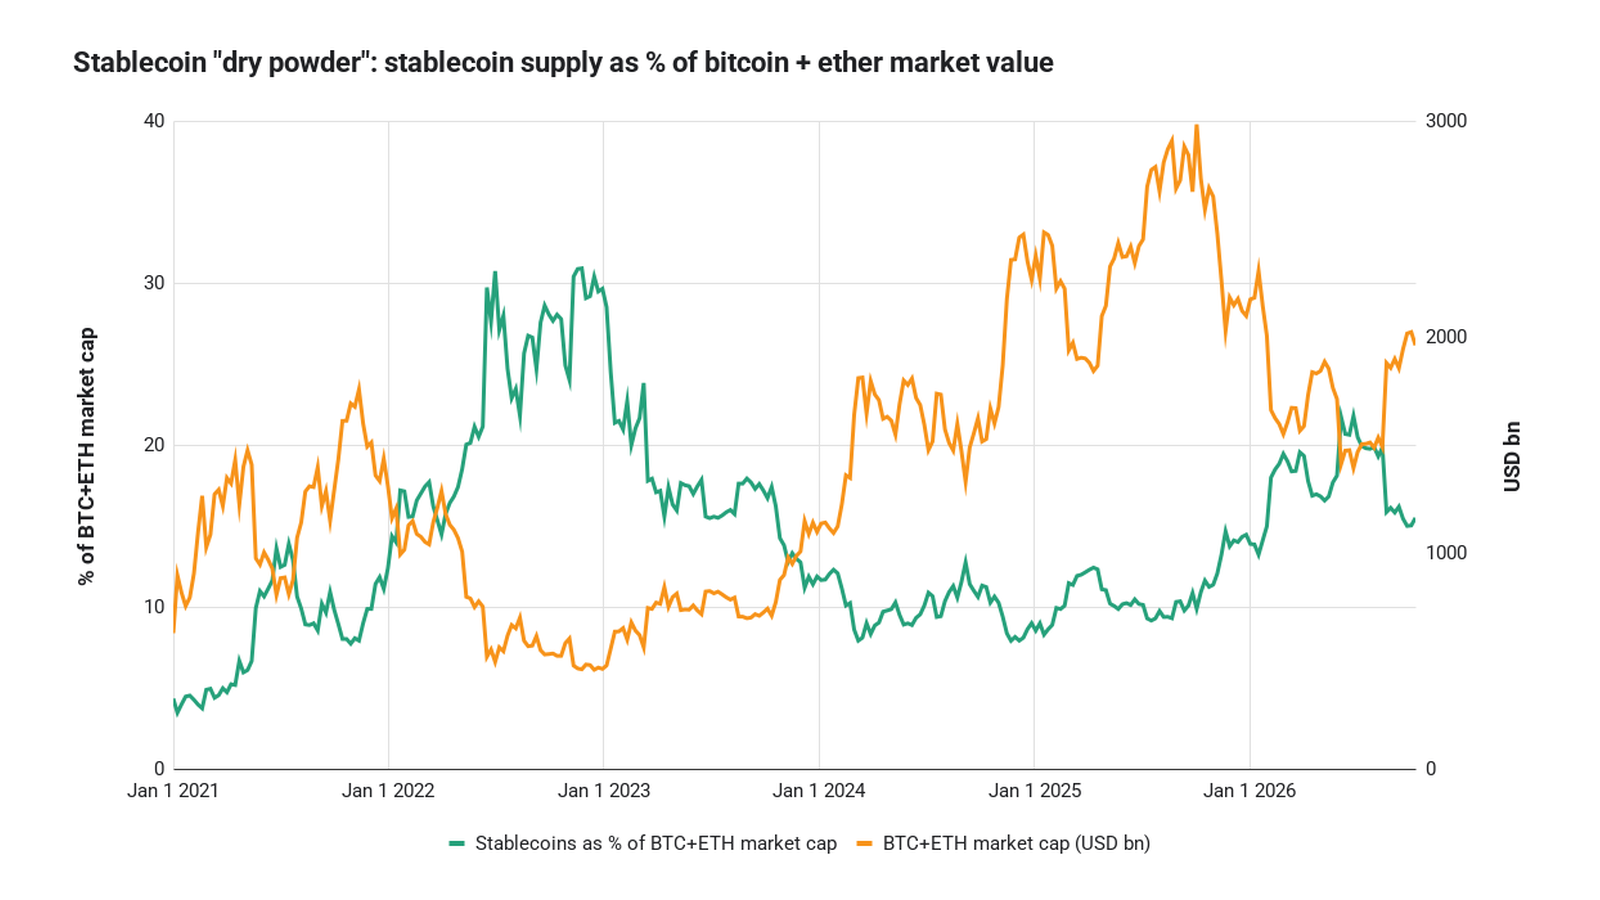 Stablecoin "dry powder": stablecoin supply as % of bitcoin + ether market value
40
30
20
10
0
% of BTC+ETH market cap
3000
2000
1000
0
USD bn
Jan 1 2021
Jan 1 2022
Jan 1 2023
Jan 1 2024
Jan 1 2025
Jan 1 2026
Stablecoins as % of BTC+ETH market cap
BTC+ETH market cap (USD bn)